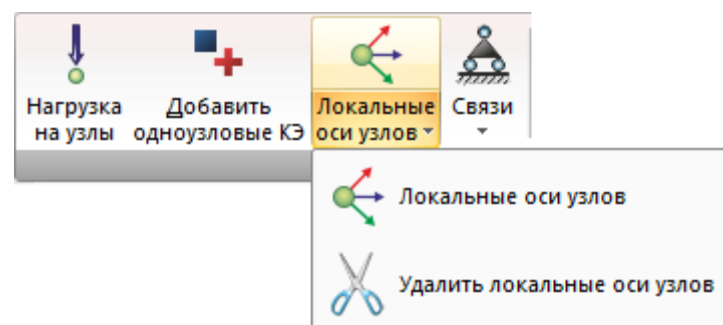 Нагрузка
на узлы
Добавить
одноузловые КЭ
Локальные
оси узлов
Связи
Локальные оси узлов
Удалить локальные оси узлов